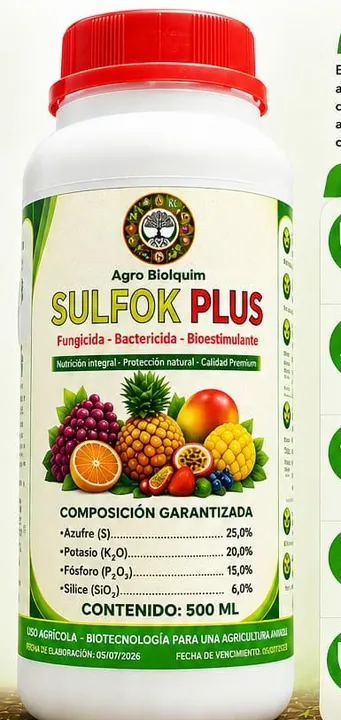 Agro Biolquim
SULFOK PLUS
Fungicida - Bactericida - Bioestimulante
Nutrición integral - Protección natural - Calidad Premium
COMPOSICIÓN GARANTIZADA
•Azufre (S)........................ 25,0%
•Potasio (K₂O)................... 20,0%
•Fósforo (P₂O₃).................. 15,0%
•Silice (SiO₂)..................... 6,0%
CONTENIDO: 500 ML
USO AGRÍCOLA - BIOTECNOLOGÍA PARA UNA AGRICULTURA
FECHA DE ELABORACIÓN: 05/07/2026
FECHA DE VENCIMIENTO: